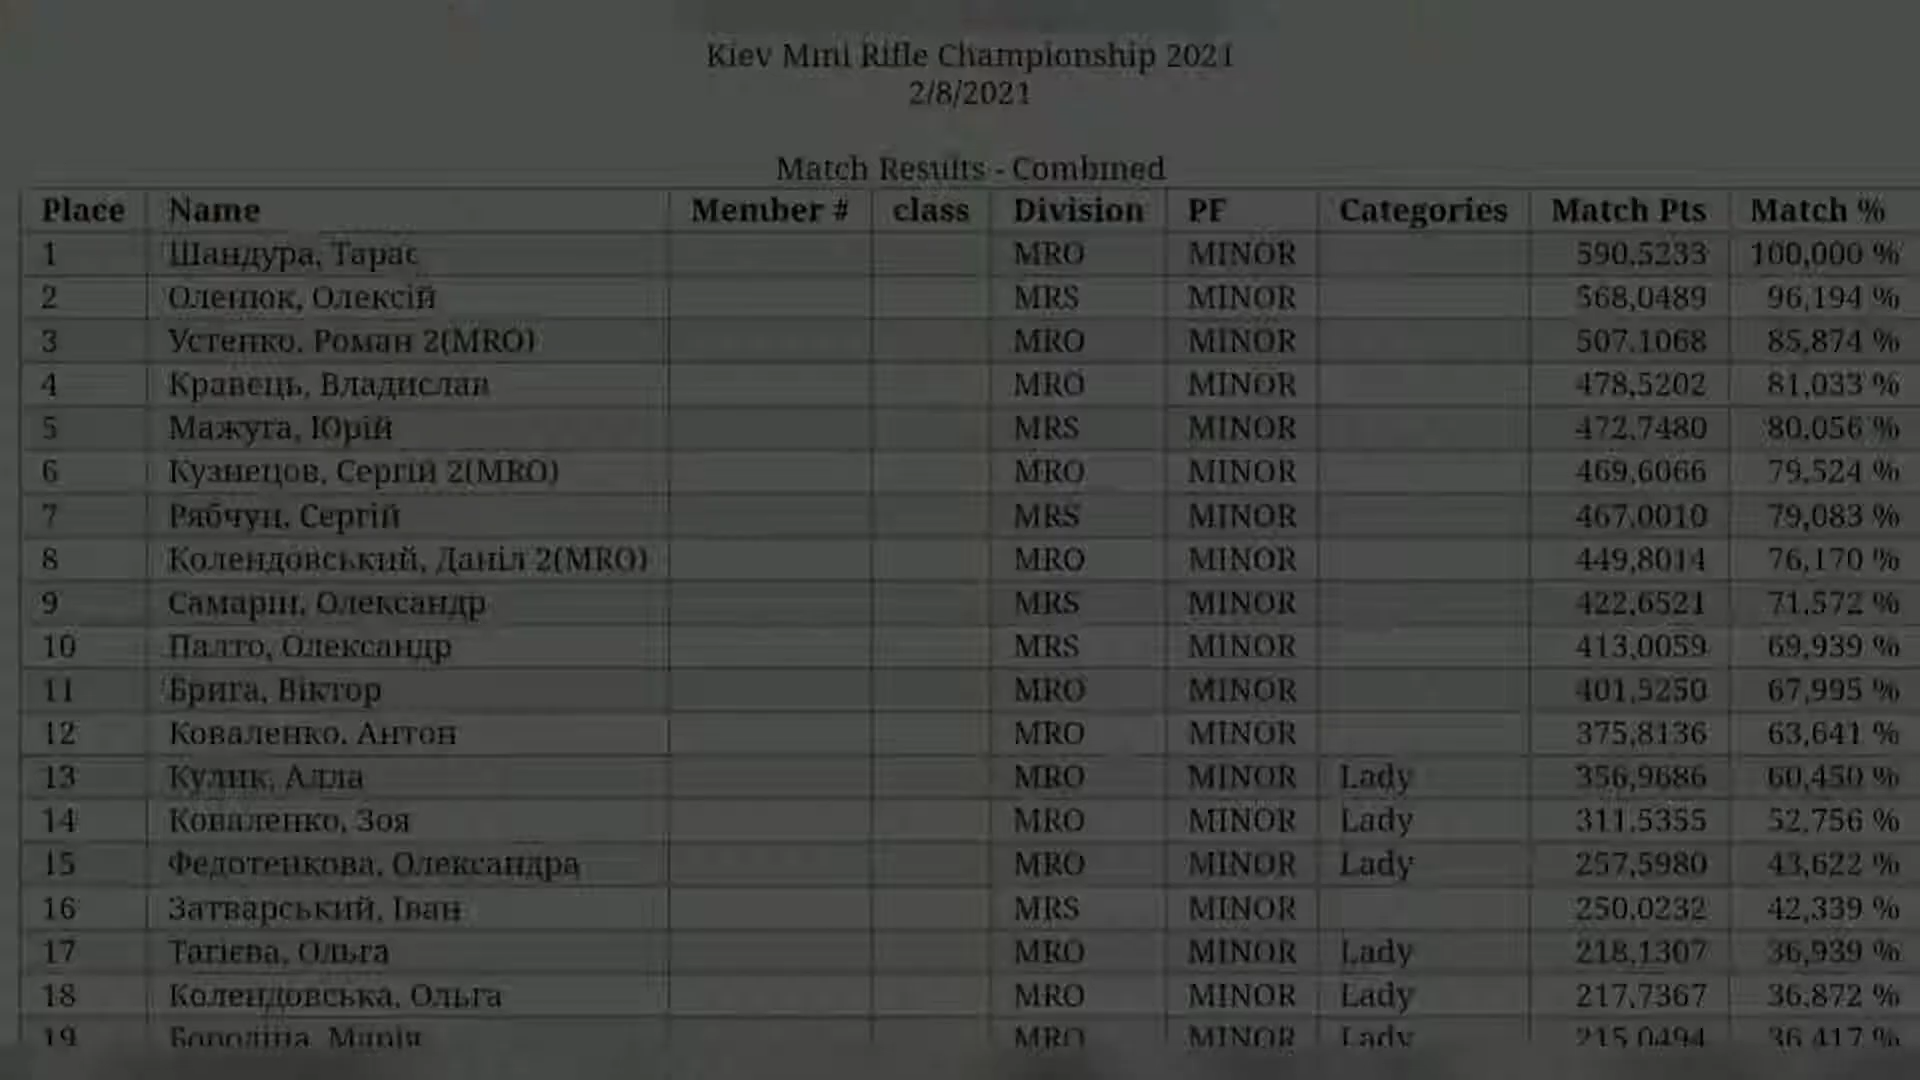 Kiev Mini Rifle Championship 2021
2/8/2021
Match Results - Combined
Place Name Member # class Division PF Categories Match Pts Match %
1 Шандура, Тарас MRO MINOR 590,5233 100,000 %
2 Олексій MRS MINOR 568,0489 96,194 %
3 Устенко, Роман 2(MRO) MRO MINOR 507,1068 85,874 %
4 Кравець, Владислав MRO MINOR 478,5202 81,033 %
5 Мажуга, Юрій MRS MINOR 472,7480 80,056 %
6 Кузнецов, Сергій 2(MRO) MRO MINOR 469,6066 79,524 %
7 Рябчун, Сергій MRS MINOR 467,0010 79,083 %
8 Колендовський, Даніл 2(MRO) MRO MINOR 449,8014 76,170 %
9 Самарін, Олександр MRS MINOR 422,6521 71,572 %
10 Палто, Олександр MRS MINOR 413,0059 69,939 %
11 Брига, Віктор MRO MINOR 401,5250 67,995 %
12 Коваленко, Антон MRO MINOR 375,8136 63,641 %
13 Кулик, Алла MRO MINOR Lady 356,9686 60,450 %
14 Коваленко, Зоя MRO MINOR Lady 311,5355 52,756 %
15 Федотенкова, Олександра MRO MINOR Lady 257,5980 43,622 %
16 Затварський, Іван MRS MINOR 250,0232 42,339 %
17 Тагієва, Ольга MRO MINOR Lady 218,1307 36,939 %
18 Колендовська, Ольга MRO MINOR Lady 217,7367 36,872 %
19 Бородіна, Марія MRO MINOR Lady 215,0494 36,417 %